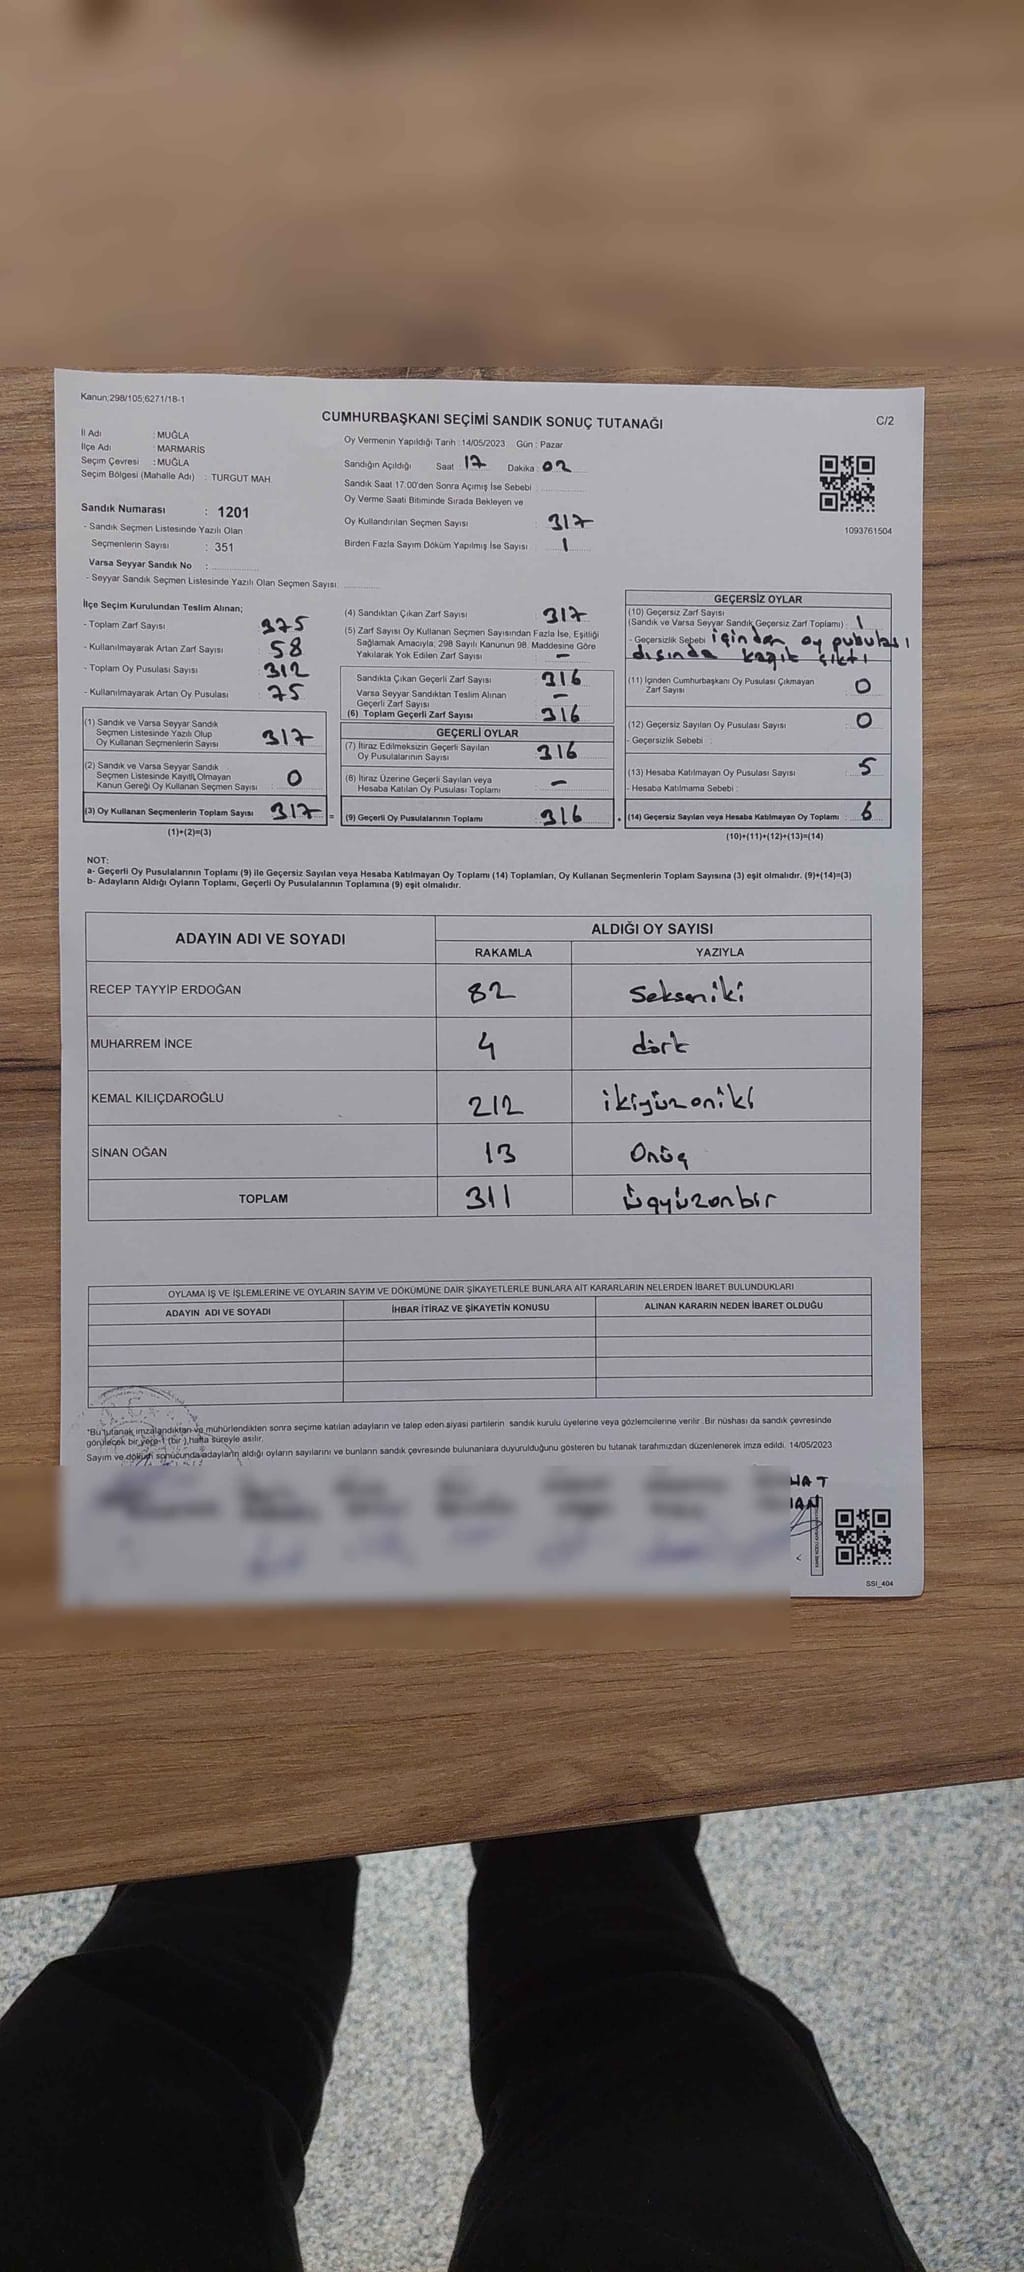 Kanun;298/105;6271/18-1
CUMHURBAŞKANI SEÇİMİ SANDIK SONUÇ TUTANAĞI
C/2
İl Adı : MUĞLA
İlçe Adı : MARMARİS
Seçim Çevresi : MUĞLA
Seçim Bölgesi (Mahalle Adı) : TURGUT MAH.
Sandık Numarası : 1201
- Sandık Seçmen Listesinde Yazılı Olan
Seçmenlerin Sayısı : 351
Varsa Seyyar Sandık No :
- Seyyar Sandık Seçmen Listesinde Yazılı Olan Seçmen Sayısı
Oy Vermenin Yapıldığı Tarih : 14/05/2023 Gün : Pazar
Sandığın Açıldığı Saat : 17 Dakika : 02
Sandık Saat 17:00'den Sonra Açımış İse Sebebi :
Oy Verme Saati Bitiminde Sırada Bekleyen ve
Oy Kullandırılan Seçmen Sayısı : 317
Birden Fazla Sayım Döküm Yapılmış İse Sayısı : 1
1093761504
İlçe Seçim Kurulundan Teslim Alınan;
- Toplam Zarf Sayısı : 375
- Kullanılmayarak Artan Zarf Sayısı : 58
- Toplam Oy Pusulası Sayısı : 312
- Kullanılmayarak Artan Oy Pusulası : 75
(1) Sandık ve Varsa Seyyar Sandık
Seçmen Listesinde Yazılı Olup
Oy Kullanan Seçmenlerin Sayısı 317
(2) Sandık ve Varsa Seyyar Sandık
Seçmen Listesinde Kayıtlı Olmayan
Kanun Gereği Oy Kullanan Seçmen Sayısı : 0
(3) Oy Kullanan Seçmenlerin Toplam Sayısı 317 =
(1)+(2)=(3)
(4) Sandıktan Çıkan Zarf Sayısı 317
(5) Zarf Sayısı Oy Kullanan Seçmen Sayısından Fazla İse, Eşitliği
Sağlamak Amacıyla, 298 Sayılı Kanunun 98. Maddesine Göre
Yakılarak Yok Edilen Zarf Sayısı : —
Sandıkta Çıkan Geçerli Zarf Sayısı 316
Varsa Seyyar Sandıktan Teslim Alınan
Geçerli Zarf Sayısı —
(6) Toplam Geçerli Zarf Sayısı 316
GEÇERLİ OYLAR
(7) İtiraz Edilmeksizin Geçerli Sayılan
Oy Pusulasının Sayısı 316
(8) İtiraz Üzerine Geçerli Sayılan veya
Hesaba Katılan Oy Pusulası Toplamı —
(9) Geçerli Oy Pusulalarının Toplamı 316 +
GEÇERSİZ OYLAR
(10) Geçersiz Zarf Sayısı
(Sandık ve Varsa Seyyar Sandık Geçersiz Zarf Toplamı) : 1
- Geçersizlik Sebebi içinden oy pubulası
dışında kağıt çıktı
(11) İçinden Cumhurbaşkanı Oy Pusulası Çıkmayan
Zarf Sayısı 0
(12) Geçersiz Sayılan Oy Pusulası Sayısı : 0
- Geçersizlik Sebebi :
(13) Hesaba Katılmayan Oy Pusulası Sayısı : 5
- Hesaba Katılmama Sebebi :
(14) Geçersiz Sayılan veya Hesaba Katılmayan Oy Toplamı : 6
(10)+(11)+(12)+(13)=(14)
NOT:
a- Geçerli Oy Pusulalarının Toplamı (9) ile Geçersiz Sayılan veya Hesaba Katılmayan Oy Toplamı (14) Toplamları, Oy Kullanan Seçmenlerin Toplam Sayısına (3) eşit olmalıdır. (9)+(14)=(3)
b- Adayların Aldığı Oyların Toplamı, Geçerli Oy Pusulalarının Toplamına (9) eşit olmalıdır.
ADAYIN ADI VE SOYADI
ALDIĞI OY SAYISI
RAKAMLA YAZIYLA
RECEP TAYYİP ERDOĞAN 82 Sekseniki
MUHARREM İNCE 4 dört
KEMAL KILIÇDAROĞLU 212 ikiyüzoniki
SİNAN OĞAN 13 Onüç
TOPLAM 311 üçyüzonbir
OYLAMA İŞ VE İŞLEMLERİNE VE OYLARIN SAYIM VE DÖKÜMÜNE DAİR ŞİKAYETLERLE BUNLARA AİT KARARLARIN NELERDEN İBARET BULUNDUKLARI
ADAYIN ADI VE SOYADI İHBAR İTİRAZ VE ŞİKAYETİN KONUSU ALINAN KARARIN NEDEN İBARET OLDUĞU
*Bu tutanak imzalandıktan ve mühürlendikten sonra seçime katılan adayların ve talep eden siyasi partilerin sandık kurulu üyelerine veya gözlemcilerine verilir. Bir nüshası da sandık çevresinde
görülecek bir yere 1 (bir ) hafta süreyle asılır.
Sayım ve döküm sonucunda adayların aldığı oyların sayılarını ve bunların sandık çevresinde bulunanlara duyurulduğunu gösteren bu tutanak tarafımızdan düzenlenerek imza edildi. 14/05/2023
SSI_404